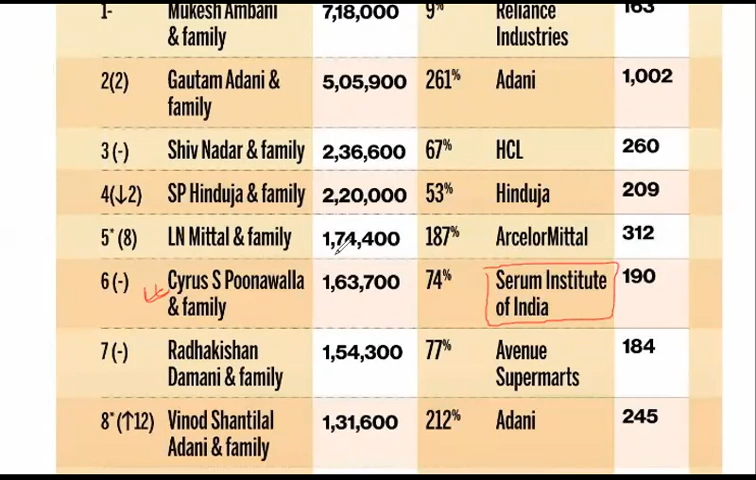 1- Mukesh Ambani 7,18,000 9% Reliance 163
& family Industries
2(2) Gautam Adani & 5,05,900 261% Adani 1,002
family
3 (-) Shiv Nadar & family 2,36,600 67% HCL 260
4(↓2) SP Hinduja & family 2,20,000 53% Hinduja 209
5* (8) LN Mittal & family 1,74,400 187% ArcelorMittal 312
6 (-) Cyrus S Poonawalla 1,63,700 74% Serum Institute 190
& family of India
7 (-) Radhakishan 1,54,300 77% Avenue 184
Damani & family Supermarts
8*(↑12) Vinod Shantilal 1,31,600 212% Adani 245
Adani & family